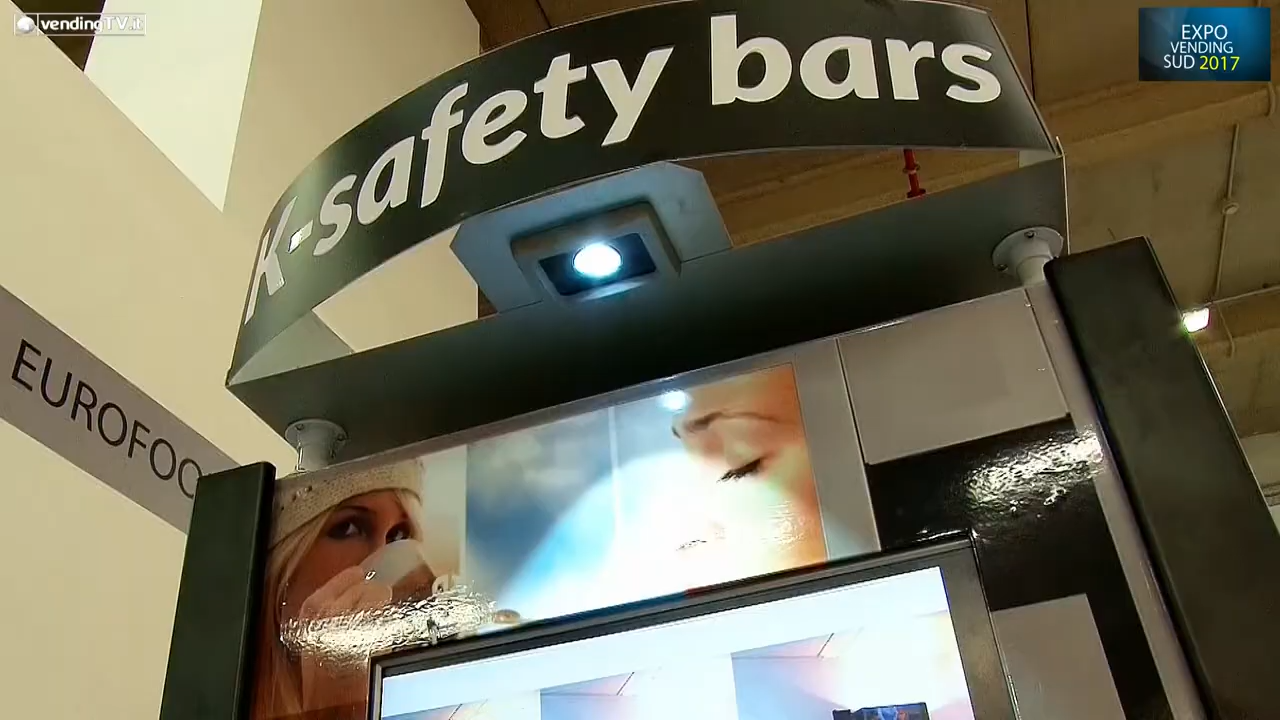 vendingTV.it
EXPO
VENDING
SUD 2017
K-safety bars
EUROFOO